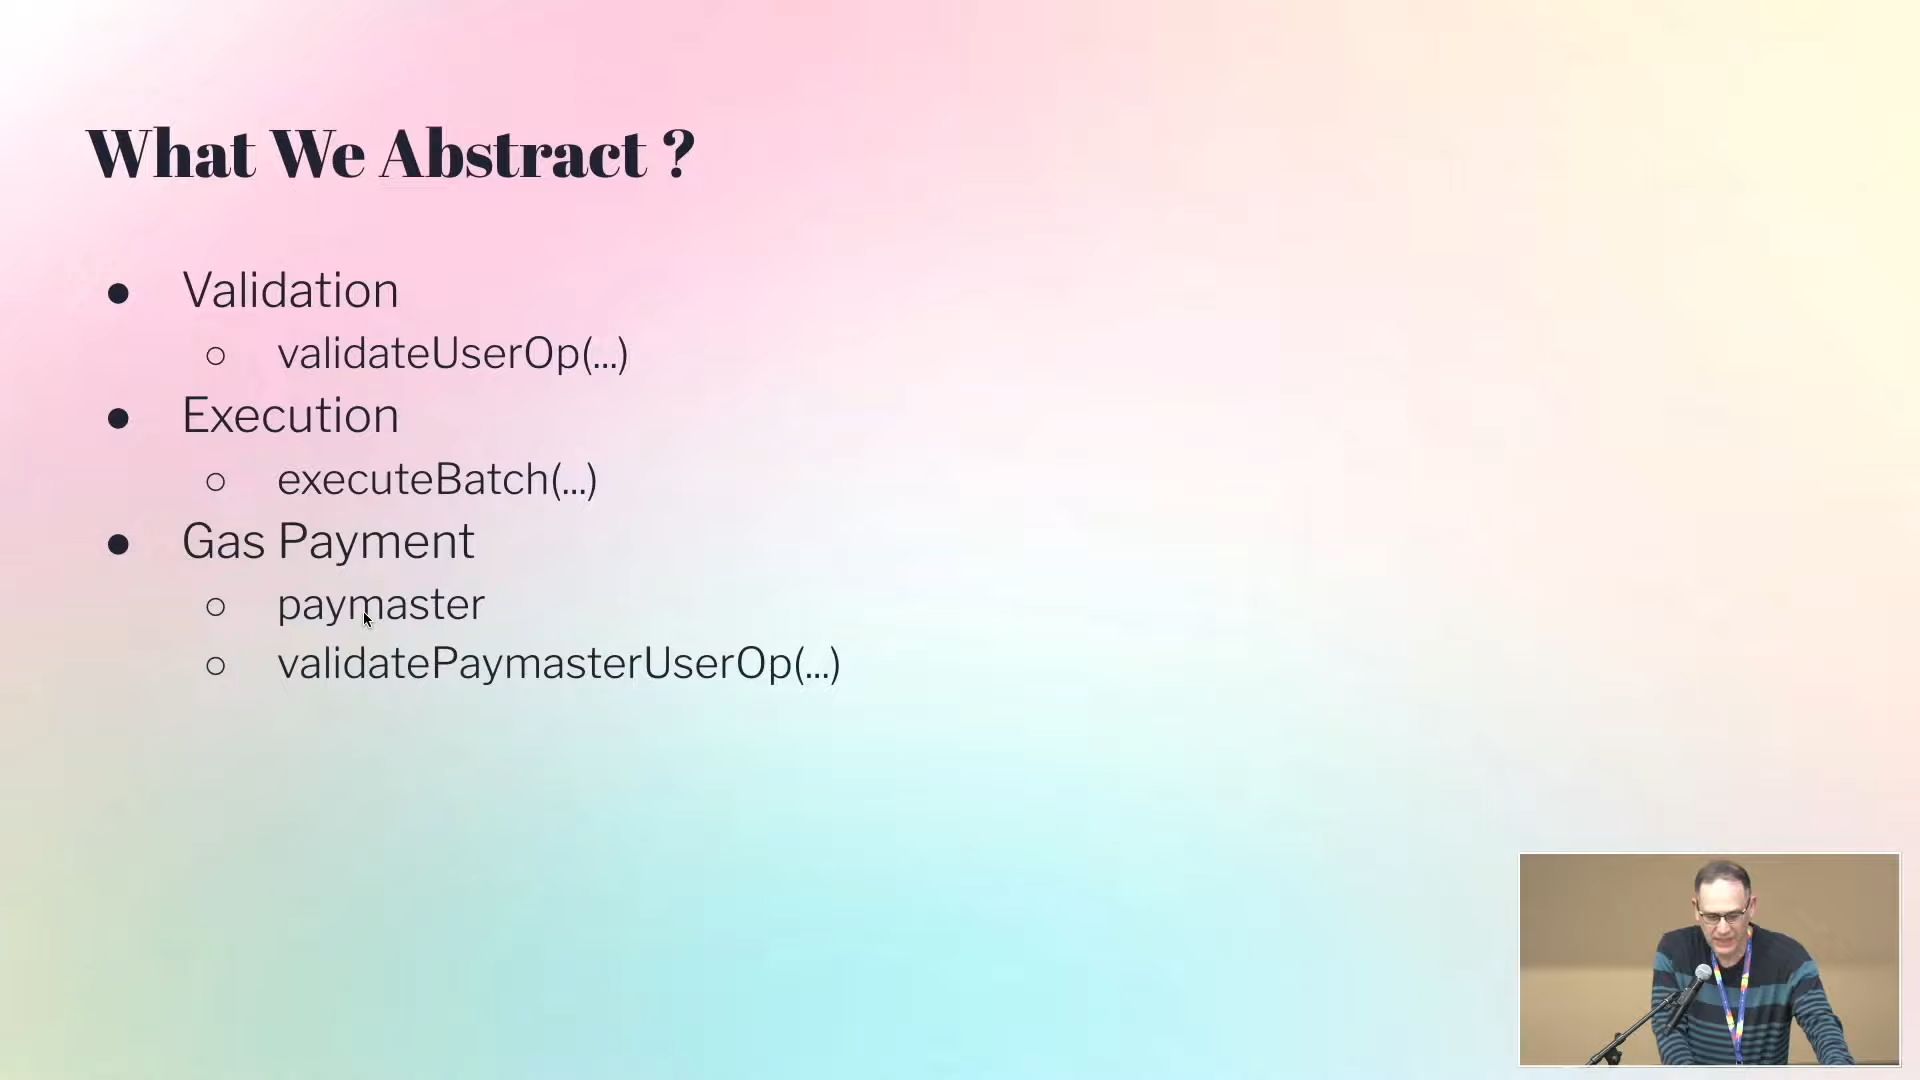 What We Abstract ?
● Validation
○ validateUserOp(...)
● Execution
○ executeBatch(...)
● Gas Payment
○ paymaster
○ validatePaymasterUserOp(...)